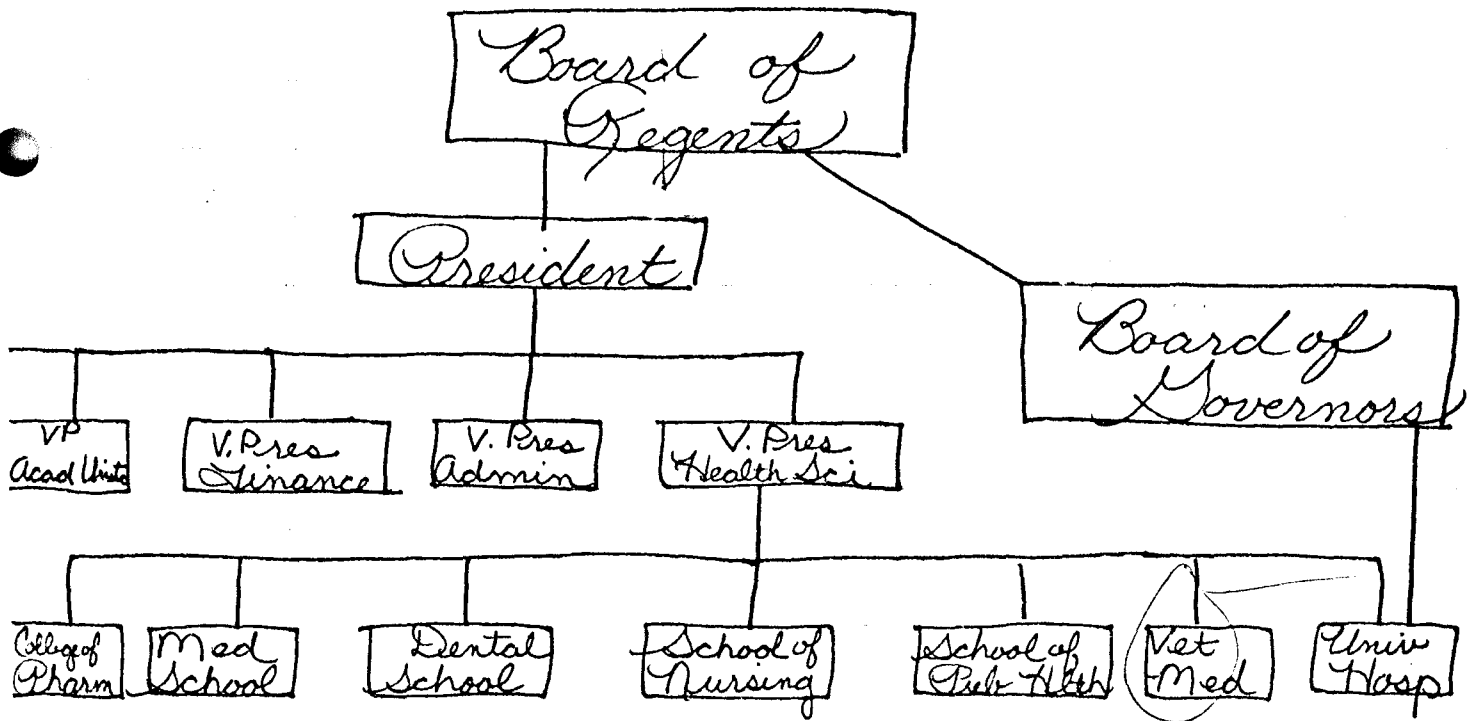 Board of
Regents
President
Board of
Governors
VP
Acad Units
V. Pres
Finance
V. Pres
Admin
V. Pres
Health Sci
College of
Pharm
Med
School
Dental
School
School of
Nursing
School of
Pub Hlth
Vet
Med
Univ
Hosp